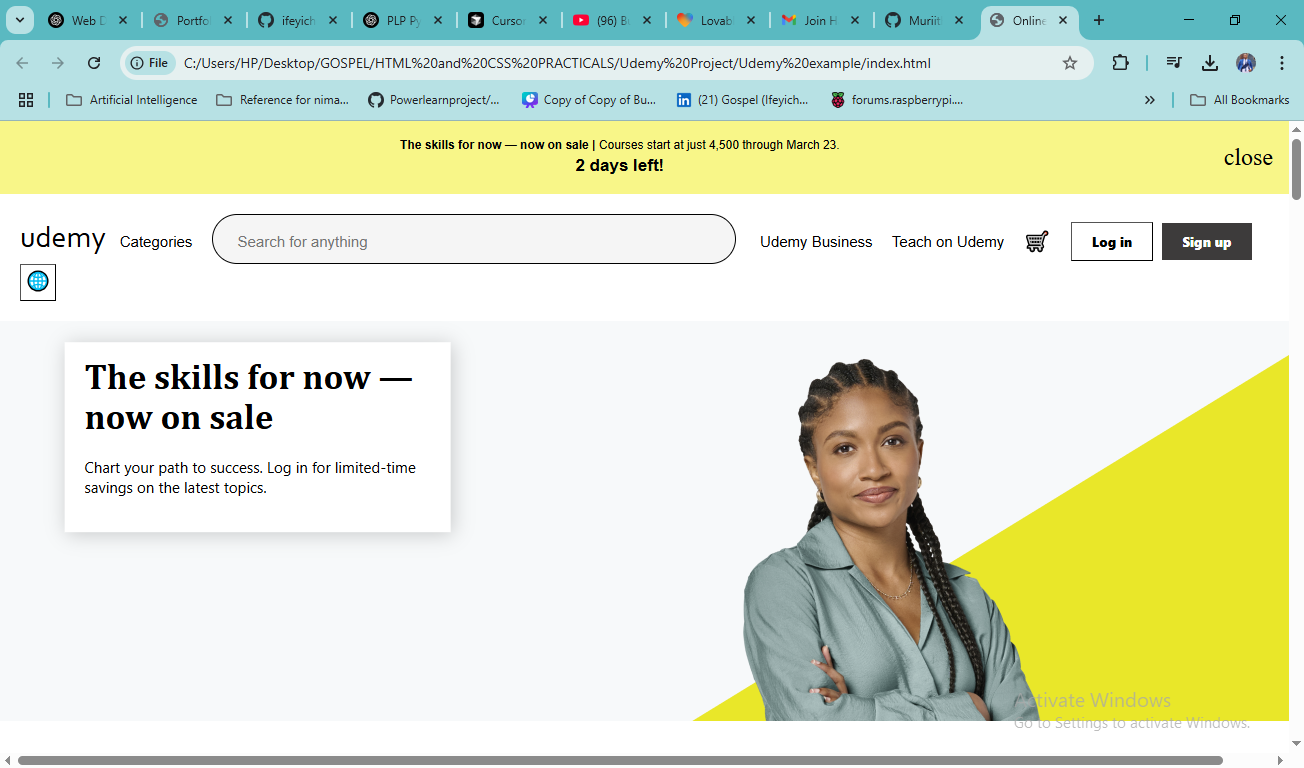 Web D
Portfo
ifeyich
PLP Py
Cursor
(96) Bu
Lovabl
Join H
Muriit
Online
File
C:/Users/HP/Desktop/GOSPEL/HTML%20and%20CSS%20PRACTICALS/Udemy%20Project/Udemy%20example/index.html
Artificial Intelligence
Reference for nima...
Powerlearnproject/...
Copy of Copy of Bu...
(21) Gospel (Ifeyich...
forums.raspberrypi....
All Bookmarks
The skills for now — now on sale | Courses start at just 4,500 through March 23.
2 days left!
close
udemy
Categories
Search for anything
Udemy Business
Teach on Udemy
Log in
Sign up
The skills for now —
now on sale
Chart your path to success. Log in for limited-time
savings on the latest topics.
Activate Windows
Go to Settings to activate Windows.